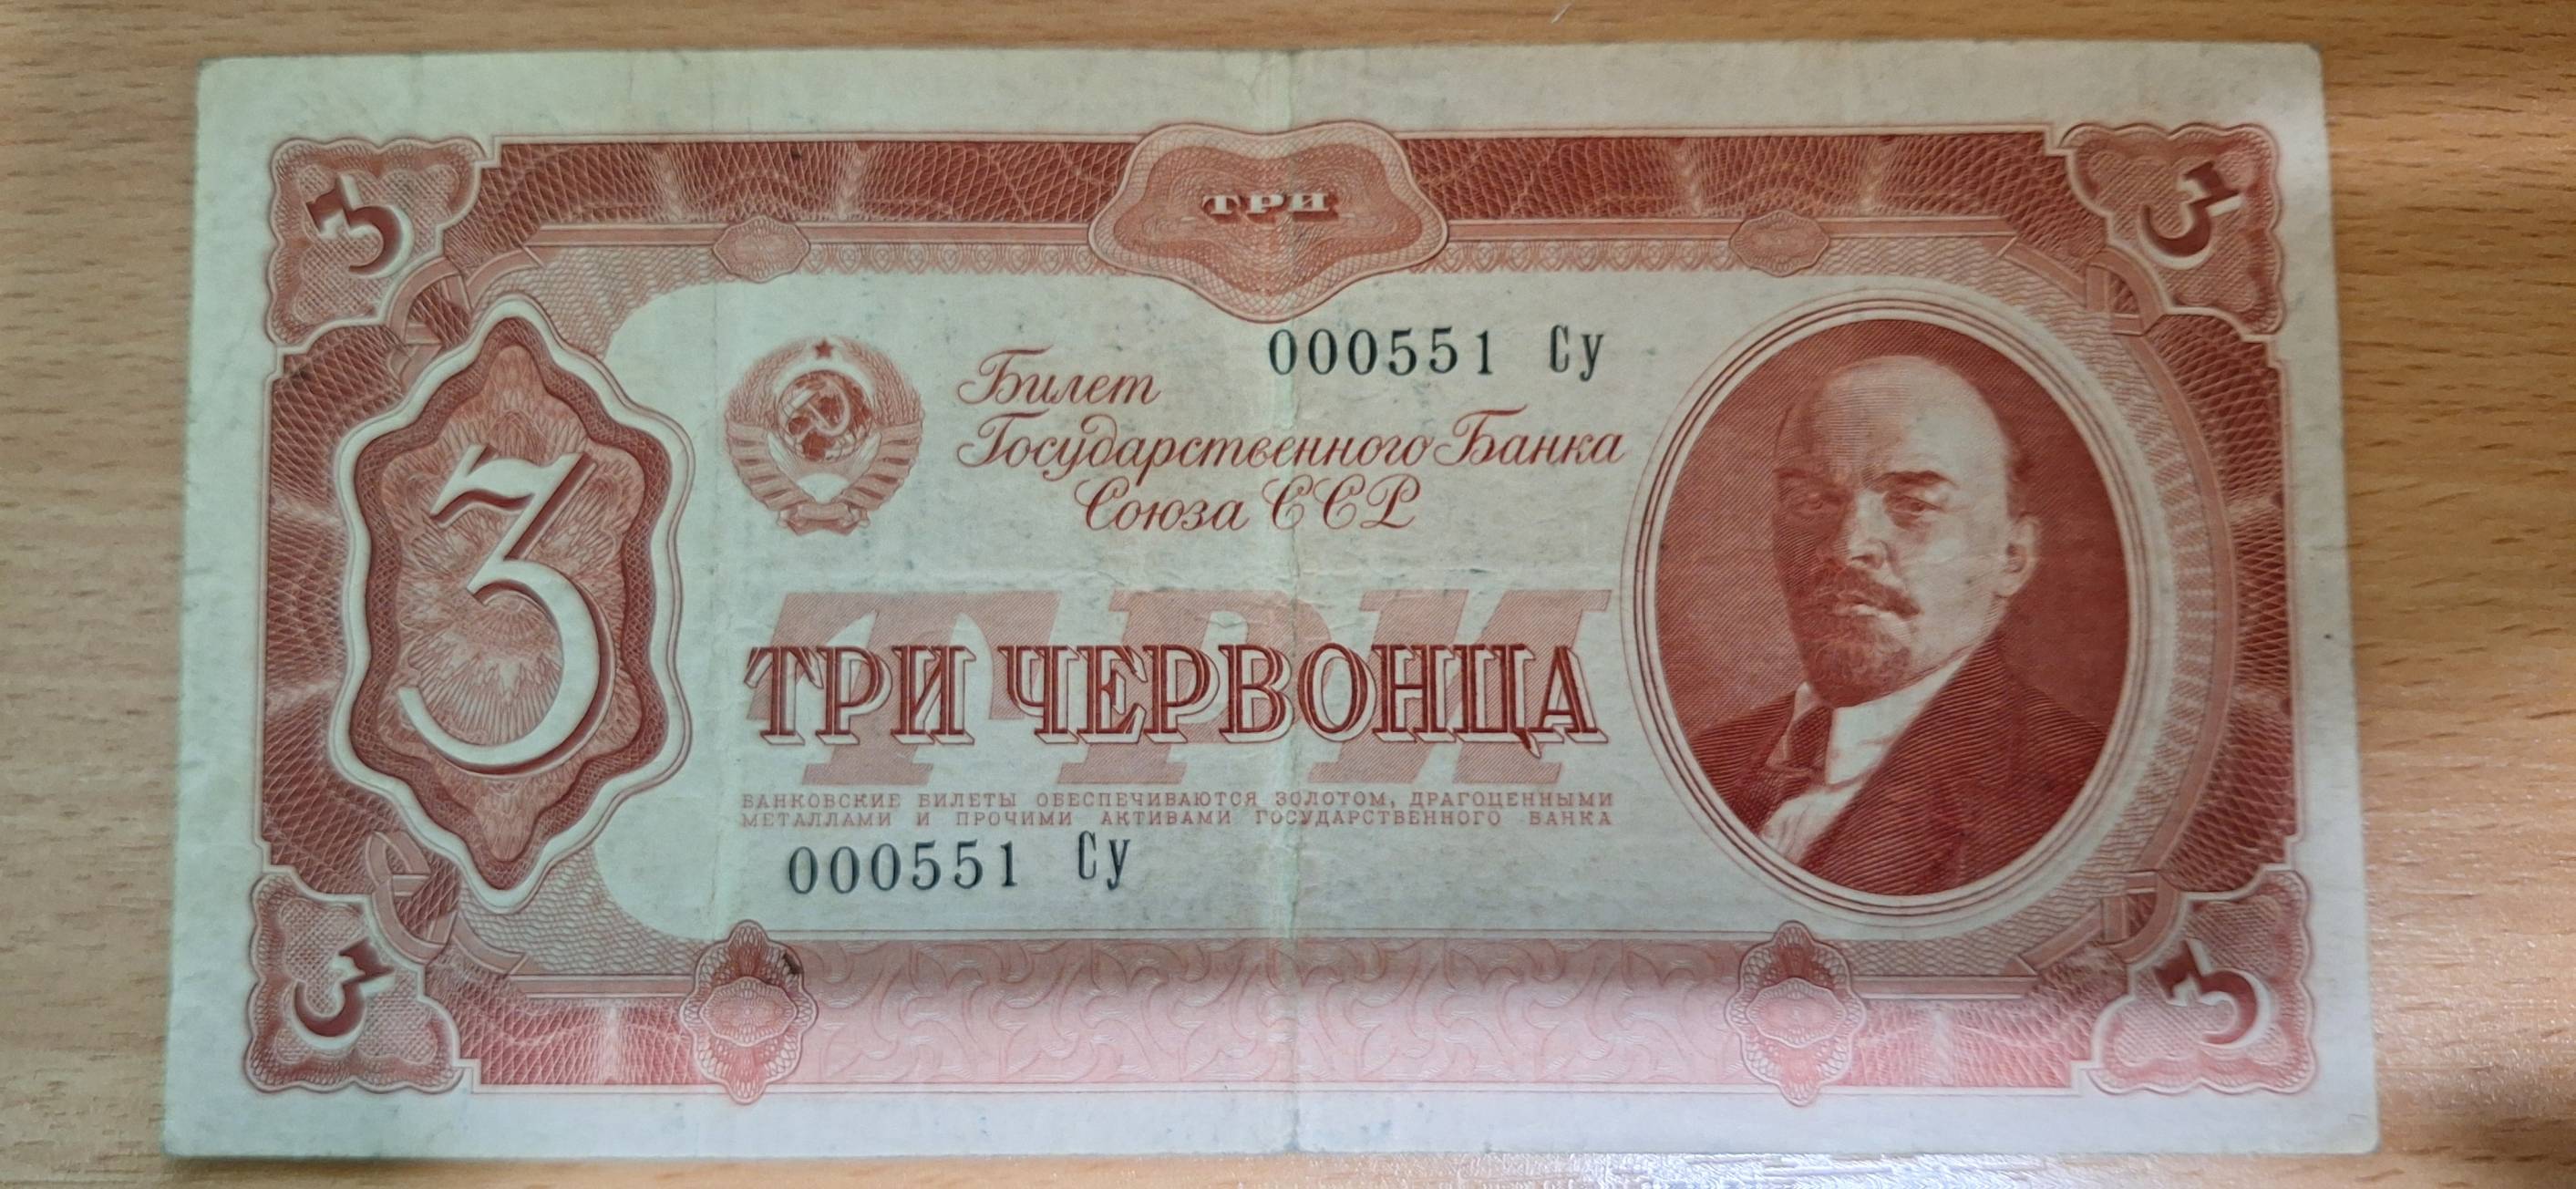 3 ТРИ 3
000551 Су
Билет
Государственного Банка
Союза ССР
3
ТРИ
ТРИ ЧЕРВОНЦА
БАНКОВСКИЕ БИЛЕТЫ ОБЕСПЕЧИВАЮТСЯ ЗОЛОТОМ, ДРАГОЦЕННЫМИ
МЕТАЛЛАМИ И ПРОЧИМИ АКТИВАМИ ГОСУДАРСТВЕННОГО БАНКА
000551 Су
3 3